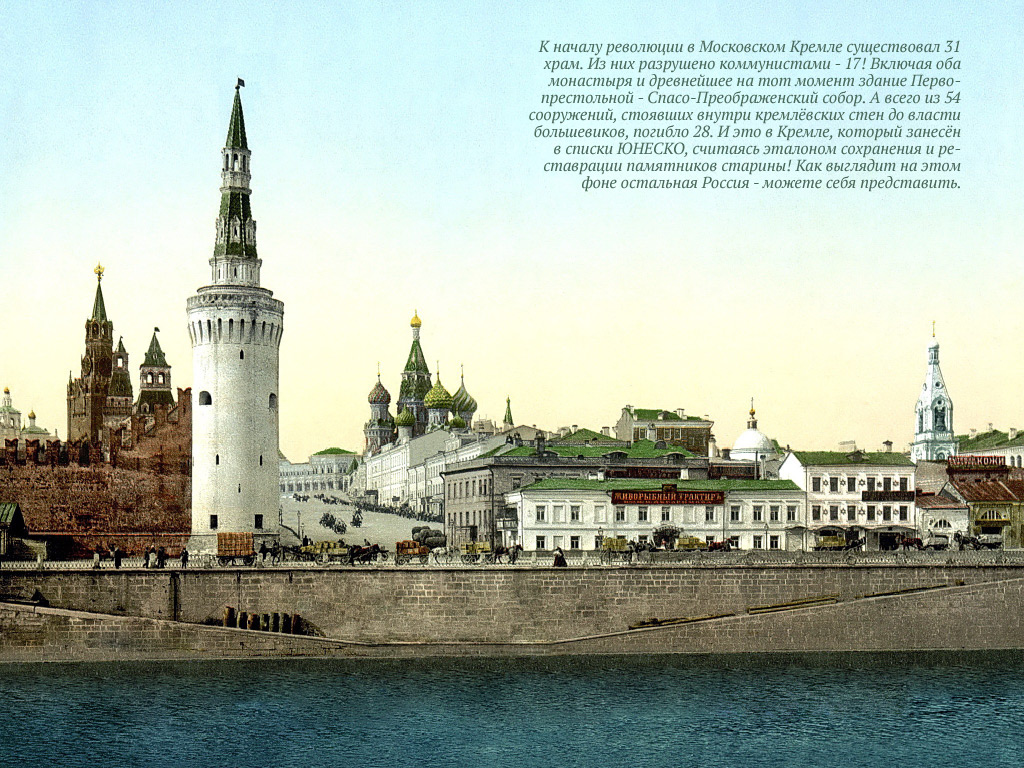 К началу революции в Московском Кремле существовал 31
храм. Из них разрушено коммунистами - 17! Включая оба
монастыря и древнейшее на тот момент здание Перво-
престольной - Спасо-Преображенский собор. А всего из 54
сооружений, стоявших внутри кремлёвских стен до власти
большевиков, погибло 28. И это в Кремле, который занесён
в списки ЮНЕСКО, считаясь эталоном сохранения и ре-
ставрации памятников старины! Как выглядит на этом
фоне остальная Россия - можете себя представить.
ЖИВОРЫБНЫЙ ТРАКТИРЪ